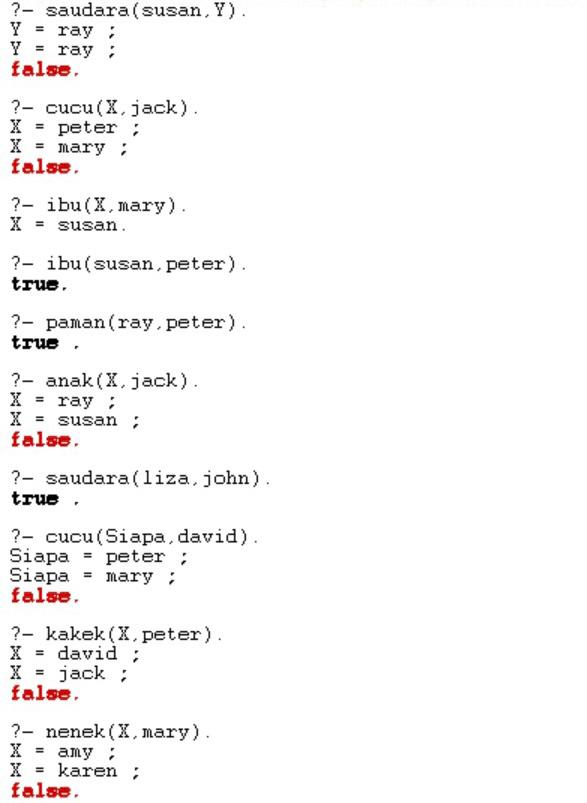 ?- saudara(susan,Y).
Y = ray ;
Y = ray ;
false.
?- cucu(X,jack).
X = peter ;
X = mary ;
false.
?- ibu(X,mary).
X = susan.
?- ibu(susan,peter).
true.
?- paman(ray,peter).
true .
?- anak(X,jack).
X = ray ;
X = susan ;
false.
?- saudara(liza,john).
true .
?- cucu(Siapa,david).
Siapa = peter ;
Siapa = mary ;
false.
?- kakek(X,peter).
X = david ;
X = jack ;
false.
?- nenek(X,mary).
X = amy ;
X = karen ;
false.